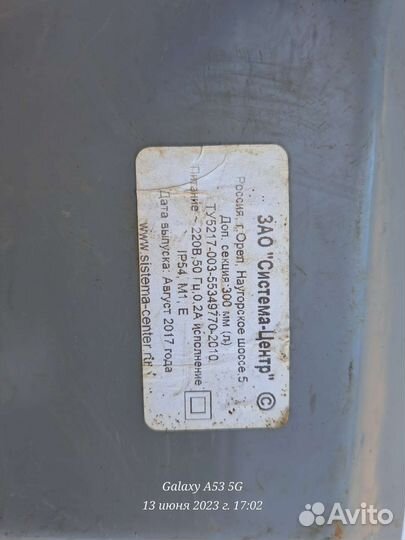 ЗАО "Система-Центр" ©
Россия, г.Орел, Наугорское шоссе,5
Доп. секция 300 мм (л)
ТУ5217-003-55349770-2010
Питание ~ 220В,50 Гц,0,2А исполнение
IP54, М1, Е
Дата выпуска: Август 2017 года
www.sistema-center.ru
Galaxy A53 5G
13 июня 2023 г. 17:02
Avito